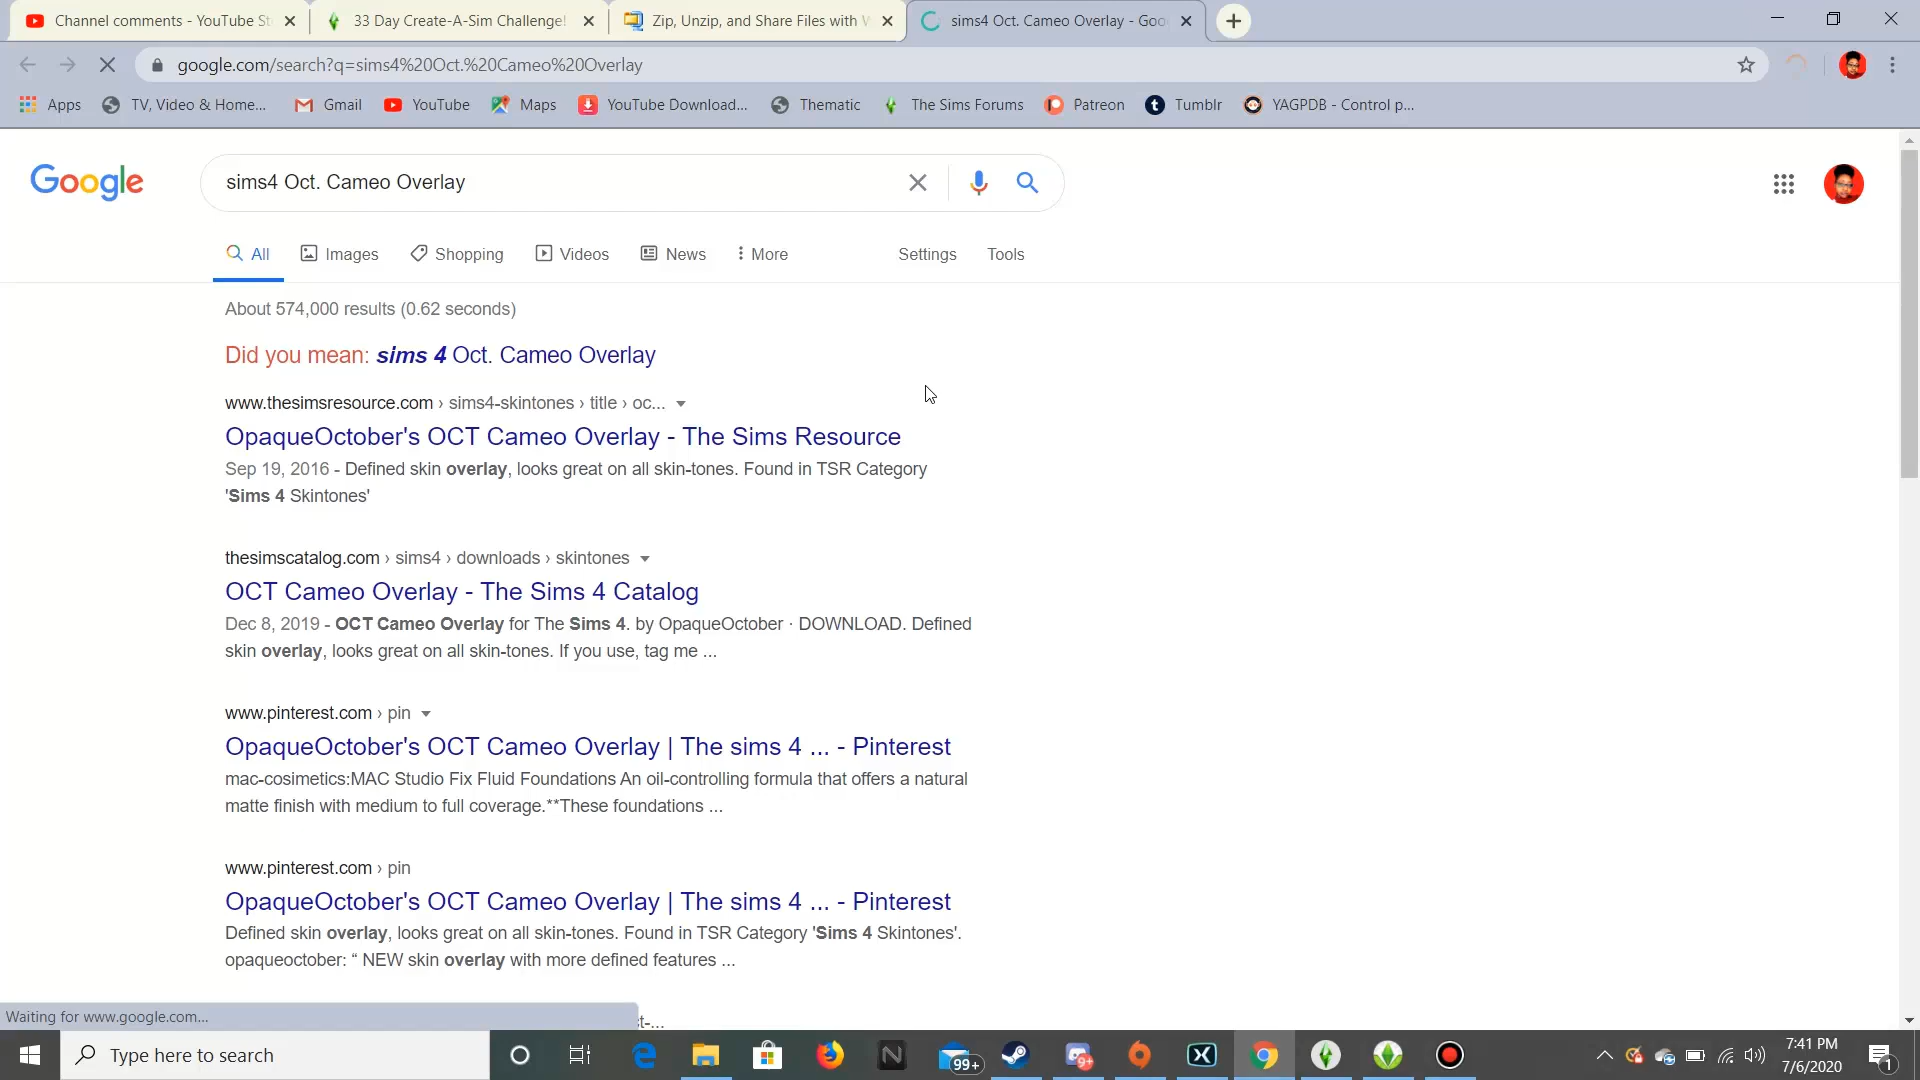 Channel comments - YouTube St
33 Day Create-A-Sim Challenge!
Zip, Unzip, and Share Files with W
sims4 Oct. Cameo Overlay - Goo
google.com/search?q=sims4%20Oct.%20Cameo%20Overlay
Apps
TV, Video & Home...
Gmail
YouTube
Maps
YouTube Download...
Thematic
The Sims Forums
Patreon
Tumblr
YAGPDB - Control p...
Google
sims4 Oct. Cameo Overlay
All
Images
Shopping
Videos
News
More
Settings
Tools
About 574,000 results (0.62 seconds)
Did you mean: sims 4 Oct. Cameo Overlay
www.thesimsresource.com › sims4-skintones › title › oc...
OpaqueOctober's OCT Cameo Overlay - The Sims Resource
Sep 19, 2016 - Defined skin overlay, looks great on all skin-tones. Found in TSR Category
'Sims 4 Skintones'
thesimscatalog.com › sims4 › downloads › skintones
OCT Cameo Overlay - The Sims 4 Catalog
Dec 8, 2019 - OCT Cameo Overlay for The Sims 4. by OpaqueOctober · DOWNLOAD. Defined
skin overlay, looks great on all skin-tones. If you use, tag me ...
www.pinterest.com › pin
OpaqueOctober's OCT Cameo Overlay | The sims 4 ... - Pinterest
mac-cosimetics:MAC Studio Fix Fluid Foundations An oil-controlling formula that offers a natural
matte finish with medium to full coverage.**These foundations ...
www.pinterest.com › pin
OpaqueOctober's OCT Cameo Overlay | The sims 4 ... - Pinterest
Defined skin overlay, looks great on all skin-tones. Found in TSR Category 'Sims 4 Skintones'.
opaqueoctober: “ NEW skin overlay with more defined features ...
Waiting for www.google.com...
t-...
Type here to search
99+
9+
7:41 PM
7/6/2020
1